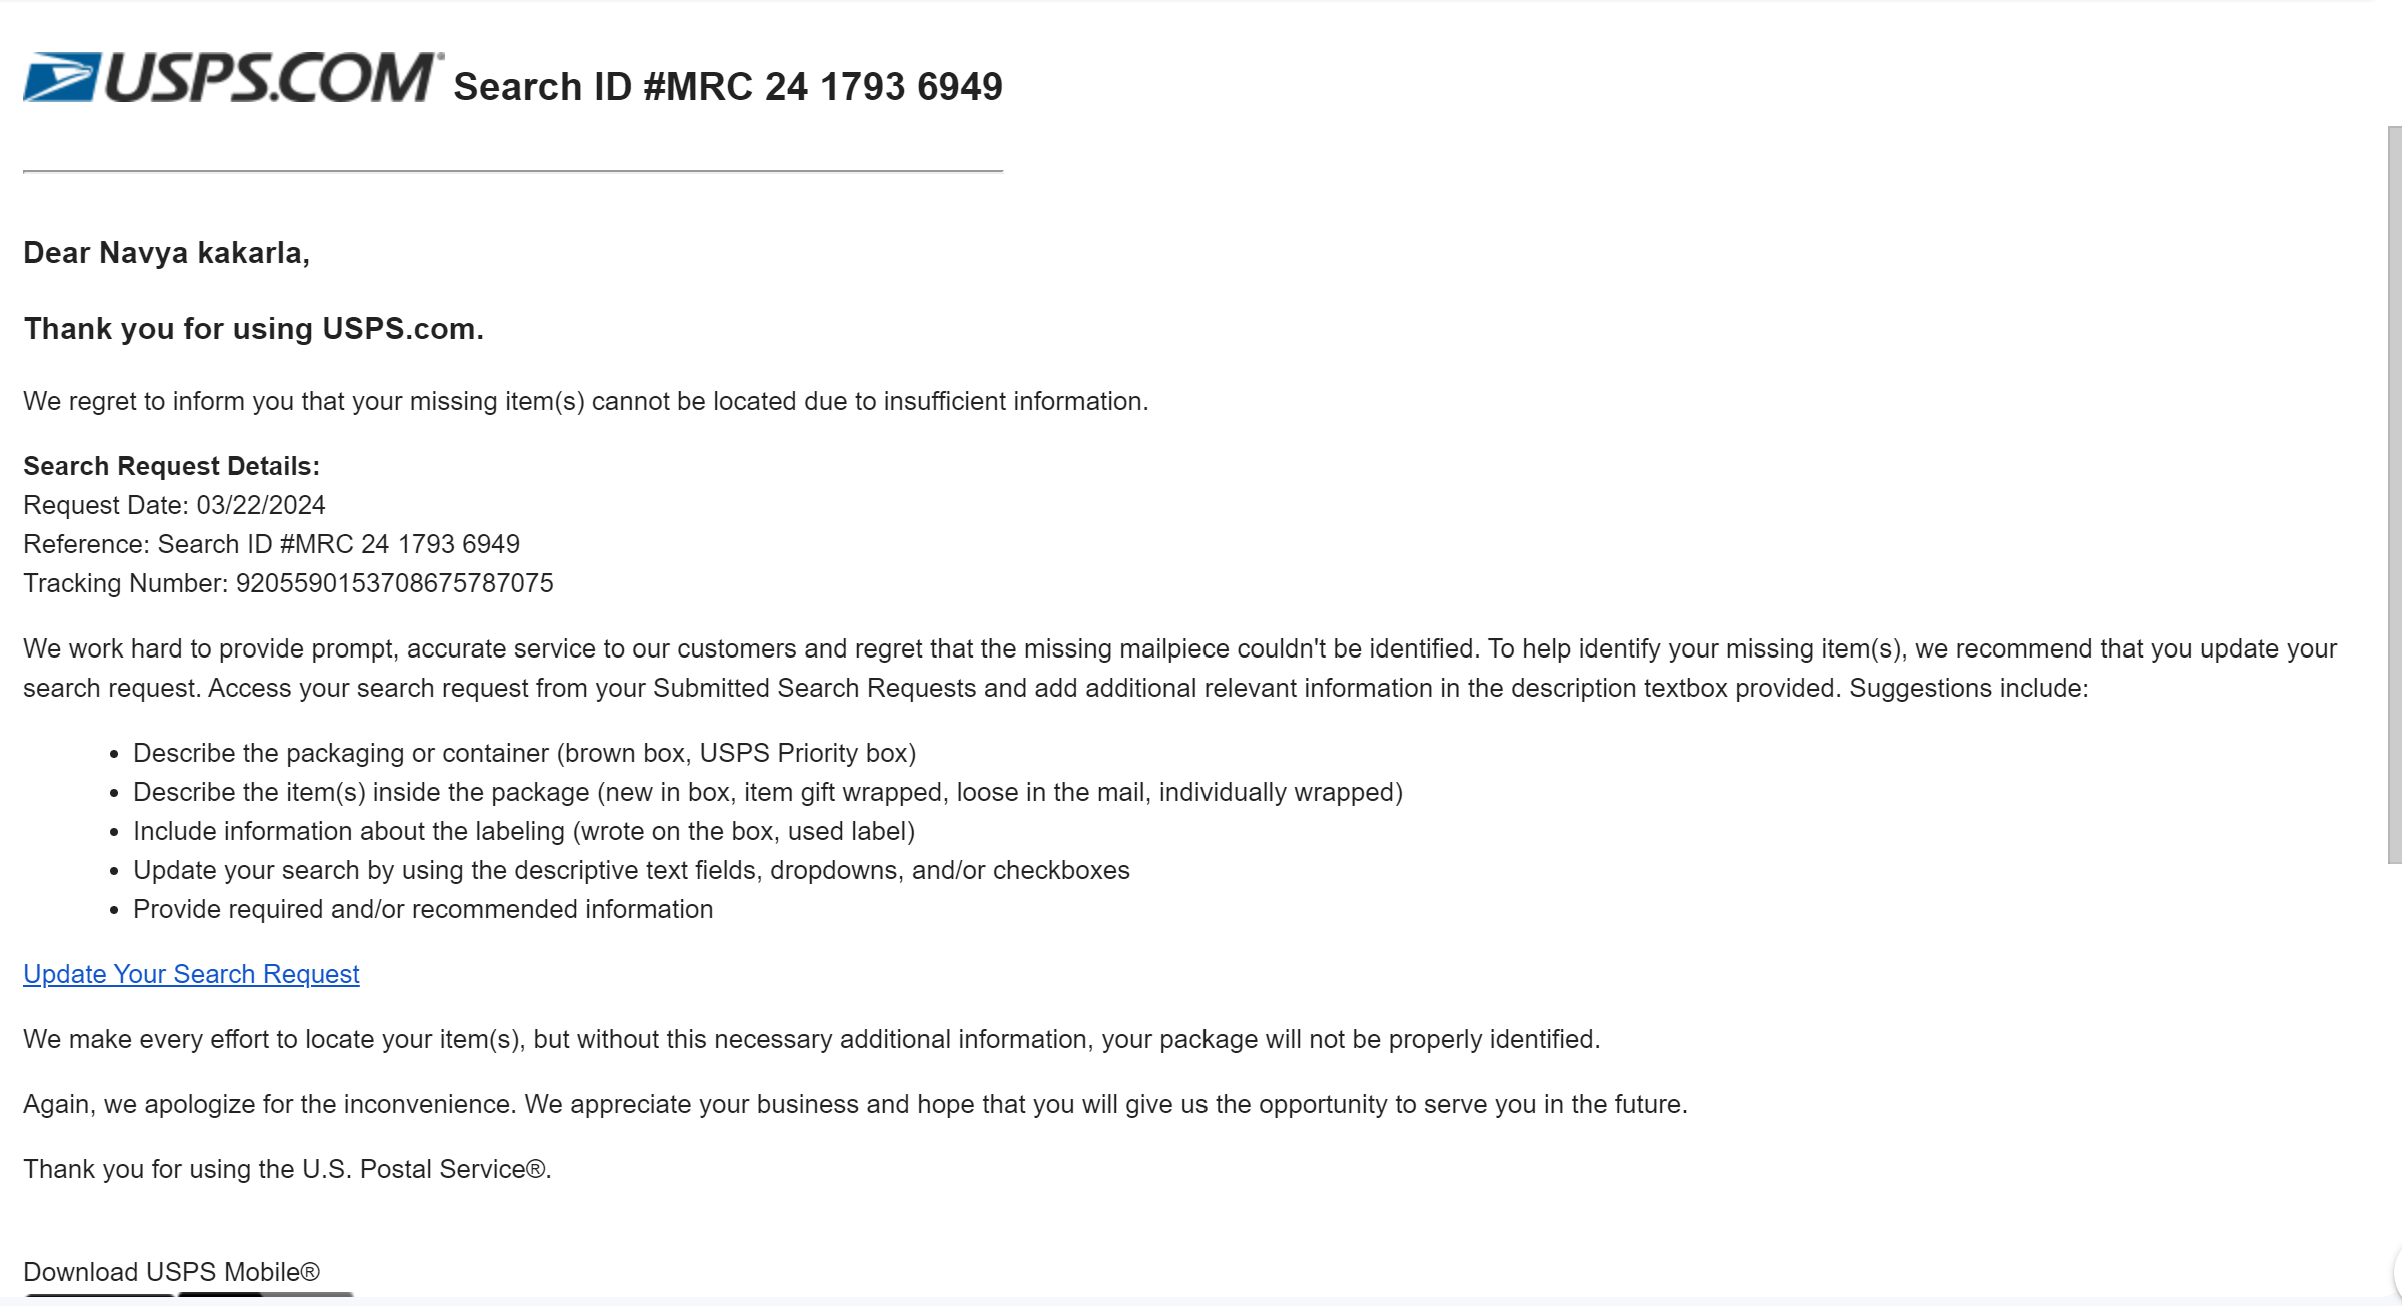 USPS.COM® Search ID #MRC 24 1793 6949
Dear Navya kakarla,
Thank you for using USPS.com.
We regret to inform you that your missing item(s) cannot be located due to insufficient information.
Search Request Details:
Request Date: 03/22/2024
Reference: Search ID #MRC 24 1793 6949
Tracking Number: 9205590153708675787075
We work hard to provide prompt, accurate service to our customers and regret that the missing mailpiece couldn't be identified. To help identify your missing item(s), we recommend that you update your
search request. Access your search request from your Submitted Search Requests and add additional relevant information in the description textbox provided. Suggestions include:
• Describe the packaging or container (brown box, USPS Priority box)
• Describe the item(s) inside the package (new in box, item gift wrapped, loose in the mail, individually wrapped)
• Include information about the labeling (wrote on the box, used label)
• Update your search by using the descriptive text fields, dropdowns, and/or checkboxes
• Provide required and/or recommended information
Update Your Search Request
We make every effort to locate your item(s), but without this necessary additional information, your package will not be properly identified.
Again, we apologize for the inconvenience. We appreciate your business and hope that you will give us the opportunity to serve you in the future.
Thank you for using the U.S. Postal Service®.
Download USPS Mobile®